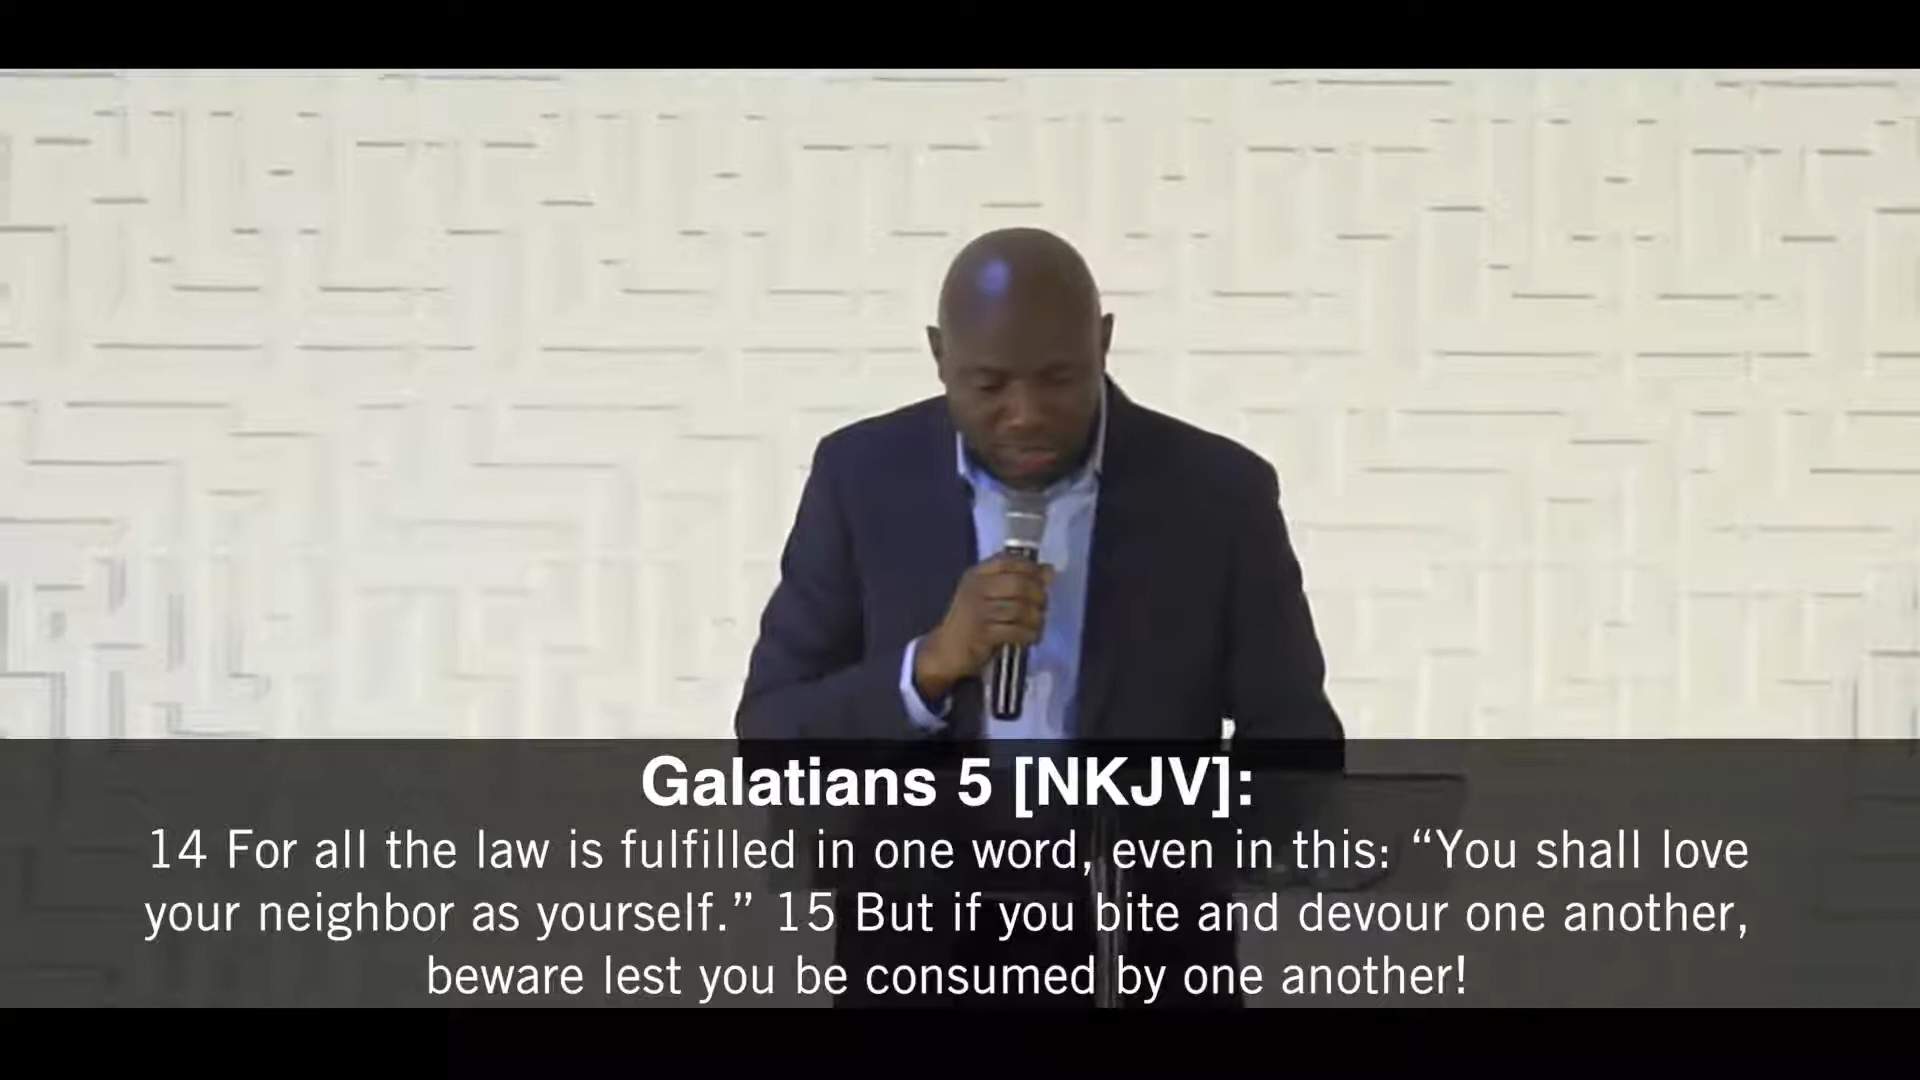 Galatians 5 [NKJV]:
14 For all the law is fulfilled in one word, even in this: “You shall love
your neighbor as yourself.” 15 But if you bite and devour one another,
beware lest you be consumed by one another!